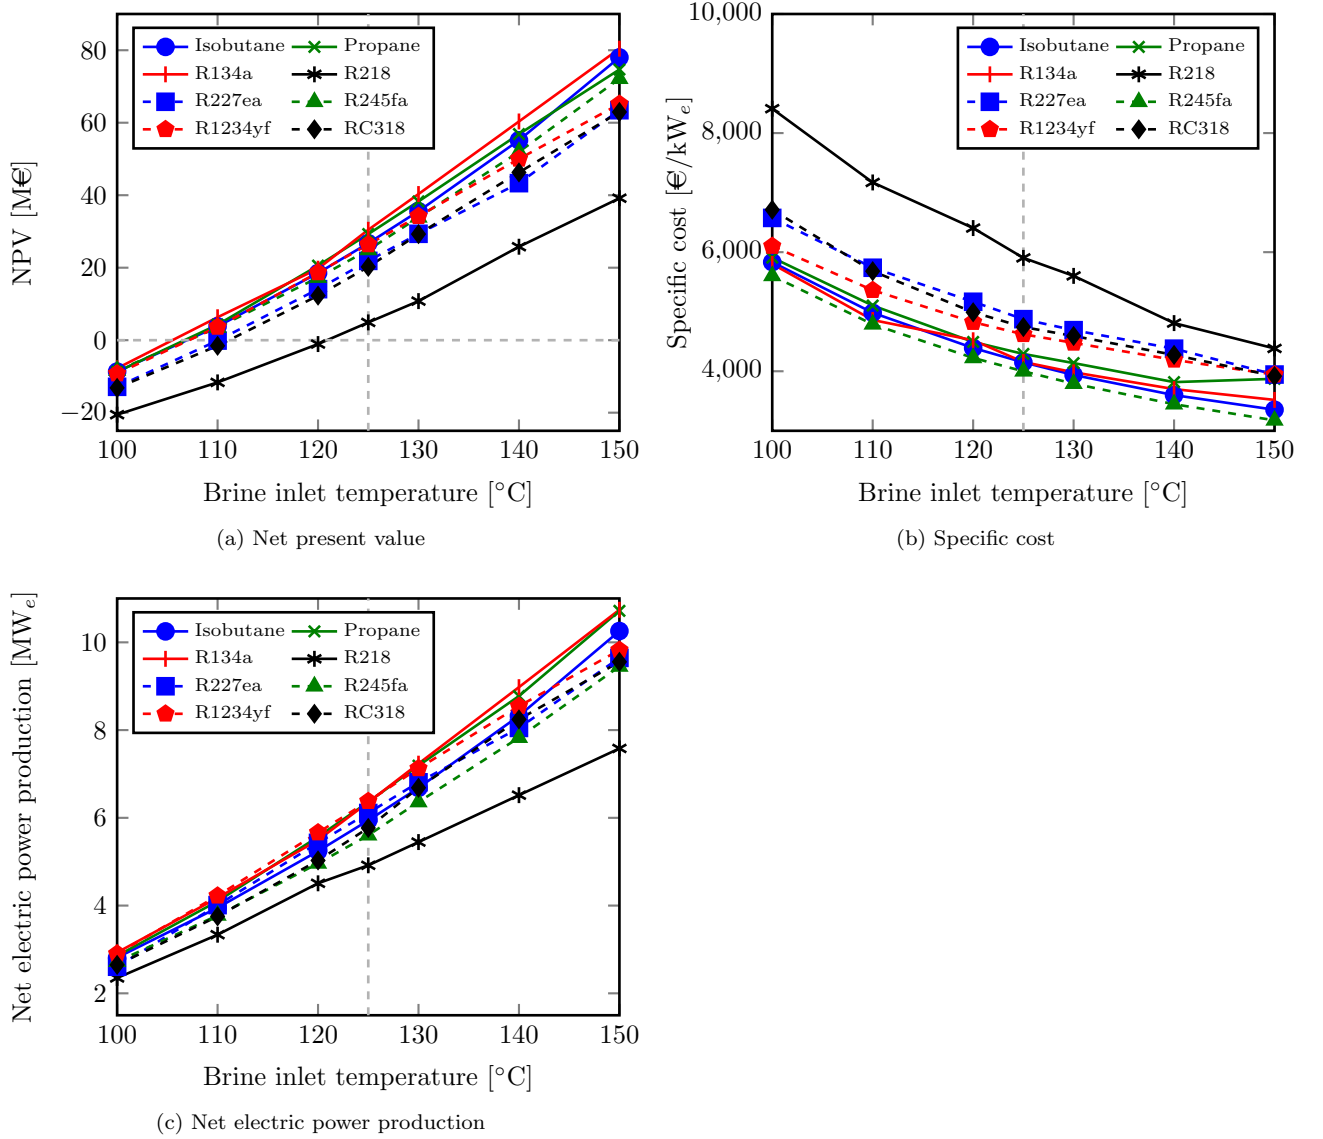 80
60
40
20
0
−20
100 110 120 130 140 150
NPV [M€]
Brine inlet temperature [°C]
Isobutane Propane
R134a R218
R227ea R245fa
R1234yf RC318
(a) Net present value
10,000
8,000
6,000
4,000
100 110 120 130 140 150
Specific cost [€/kWe]
Brine inlet temperature [°C]
Isobutane Propane
R134a R218
R227ea R245fa
R1234yf RC318
(b) Specific cost
10
8
6
4
2
100 110 120 130 140 150
Net electric power production [MWe]
Brine inlet temperature [°C]
Isobutane Propane
R134a R218
R227ea R245fa
R1234yf RC318
(c) Net electric power production